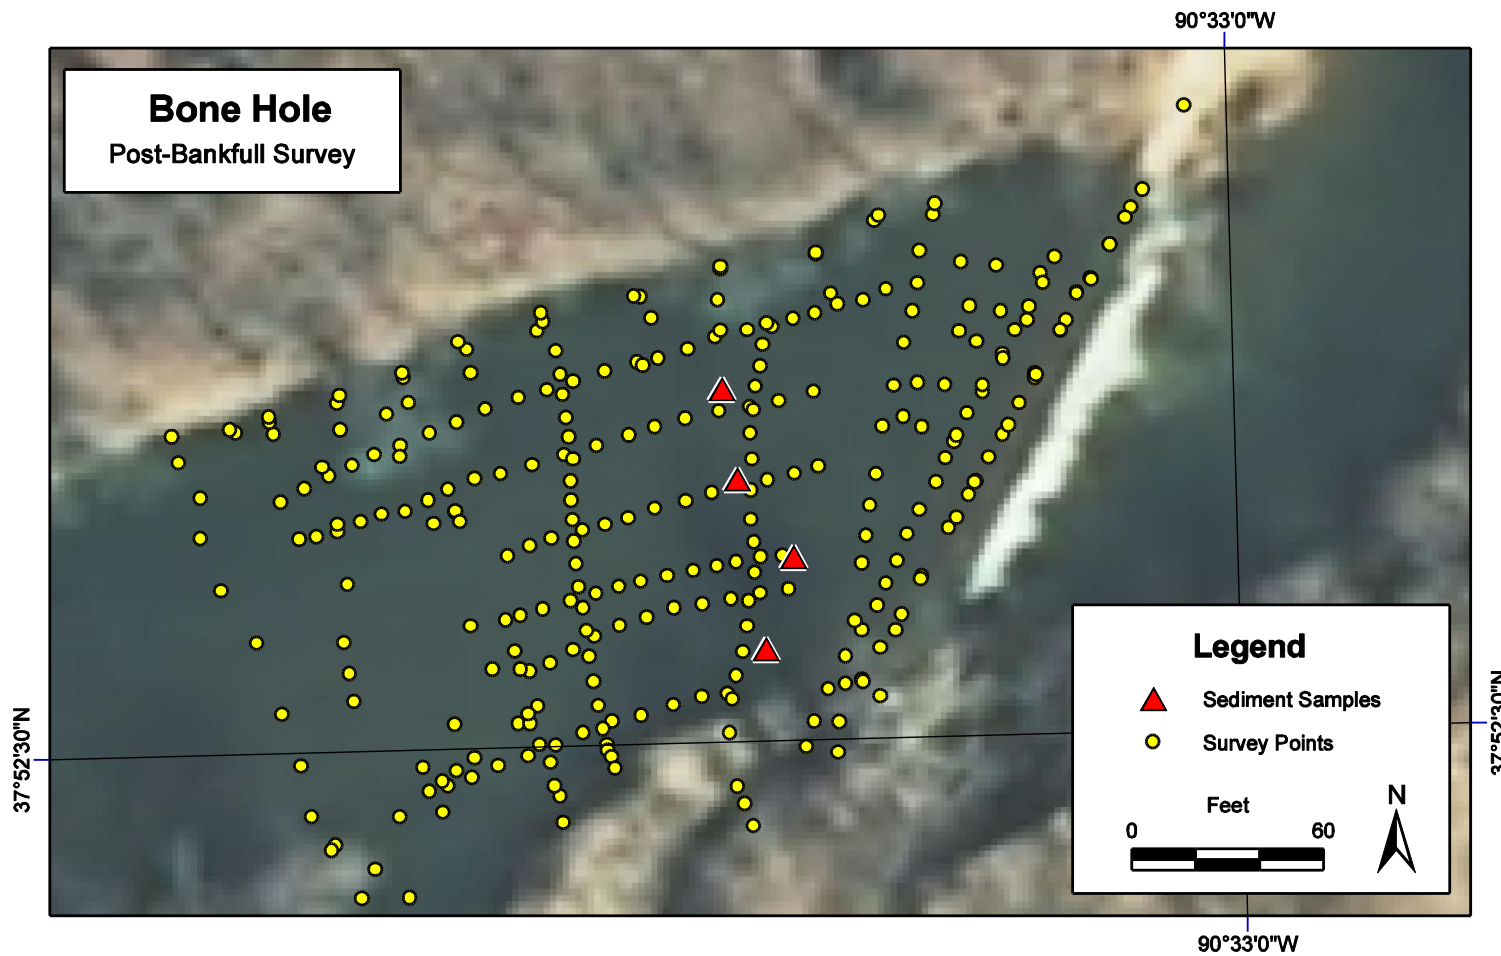 90°33'0"W
Bone Hole
Post-Bankfull Survey
37°52'30"N
37°52'30"N
Legend
Sediment Samples
Survey Points
Feet
N
0 60
90°33'0"W